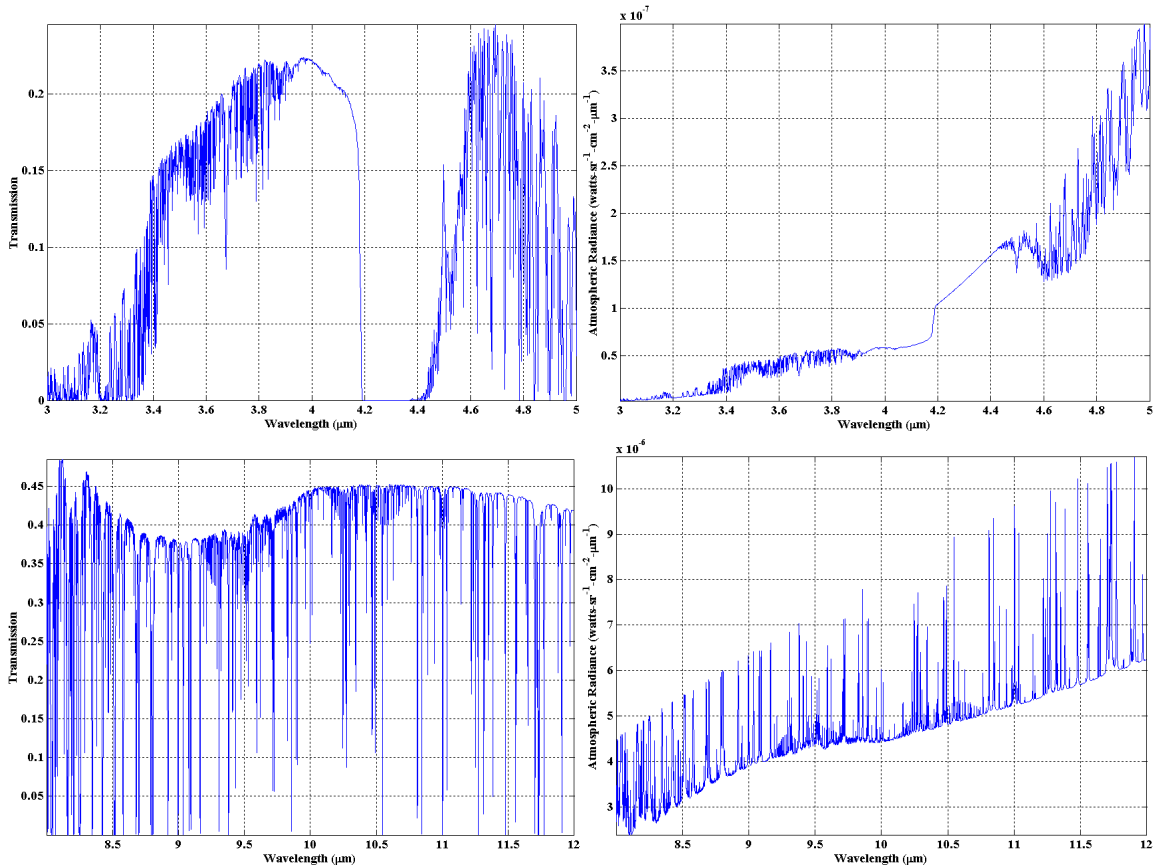 Transmission
0.2
0.15
0.1
0.05
0
3 3.2 3.4 3.6 3.8 4 4.2 4.4 4.6 4.8 5
Wavelength (μm)
x 10⁻⁷
Atmospheric Radiance (watts-sr⁻¹-cm⁻²-μm⁻¹)
3.5
3
2.5
2
1.5
1
0.5
3 3.2 3.4 3.6 3.8 4 4.2 4.4 4.6 4.8 5
Wavelength (μm)
Transmission
0.45
0.4
0.35
0.3
0.25
0.2
0.15
0.1
0.05
8.5 9 9.5 10 10.5 11 11.5 12
Wavelength (μm)
x 10⁻⁶
Atmospheric Radiance (watts-sr⁻¹-cm⁻²-μm⁻¹)
10
9
8
7
6
5
4
3
8.5 9 9.5 10 10.5 11 11.5 12
Wavelength (μm)